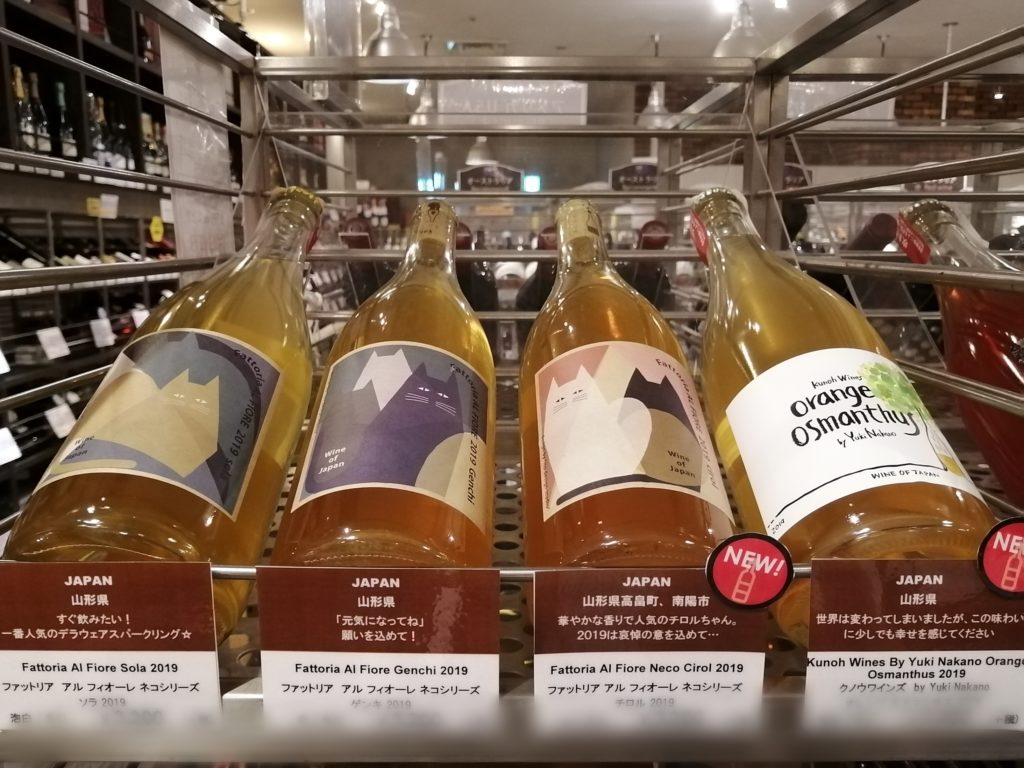 Fattoria AL FIORE 2019 Sola
Wine
of
Japan
Fattoria AL FIORE 2019 Genchi
Wine
of
Japan
Fattoria AL FIORE 2019
Wine
of
Japan
Kunoh Wines
orange
osmanthus
by Yuki Nakano
WINE OF JAPAN
2019
JAPAN
山形県
すぐ飲みたい！
一番人気のデラウェアスパークリング☆
Fattoria Al Fiore Sola 2019
ファットリア アル フィオーレ ネコシリーズ
ソラ 2019
泡白
JAPAN
山形県
「元気になってね」
願いを込めて！
Fattoria Al Fiore Genchi 2019
ファットリア アル フィオーレ ネコシリーズ
ゲンキ 2019
NEW!
JAPAN
山形県高畠町、南陽市
華やかな香りで人気のチロルちゃん。
2019は哀悼の意を込めて…
Fattoria Al Fiore Neco Cirol 2019
ファットリア アル フィオーレ ネコシリーズ
チロル 2019
NEW!
JAPAN
山形県
世界は変わってしまいましたが、この味わい
に少しでも幸せを感じてください
Kunoh Wines By Yuki Nakano Orange
Osmanthus 2019
クノウワインズ by Yuki Nakano